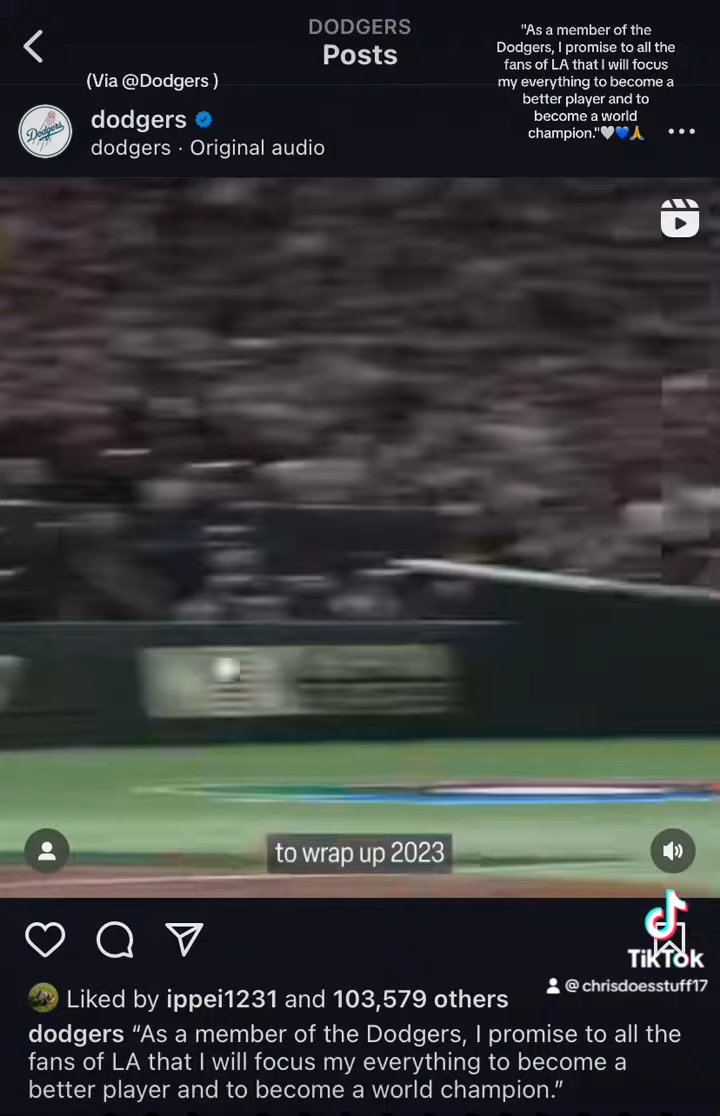 DODGERS
Posts
"As a member of the
Dodgers, I promise to all the
fans of LA that I will focus
my everything to become a
better player and to
become a world
champion."🤍💙🙏
(Via @Dodgers )
dodgers
dodgers · Original audio
Dodgers
to wrap up 2023
TikTok
@chrisdoesstuff17
Liked by ippei1231 and 103,579 others
dodgers “As a member of the Dodgers, I promise to all the
fans of LA that I will focus my everything to become a
better player and to become a world champion.”